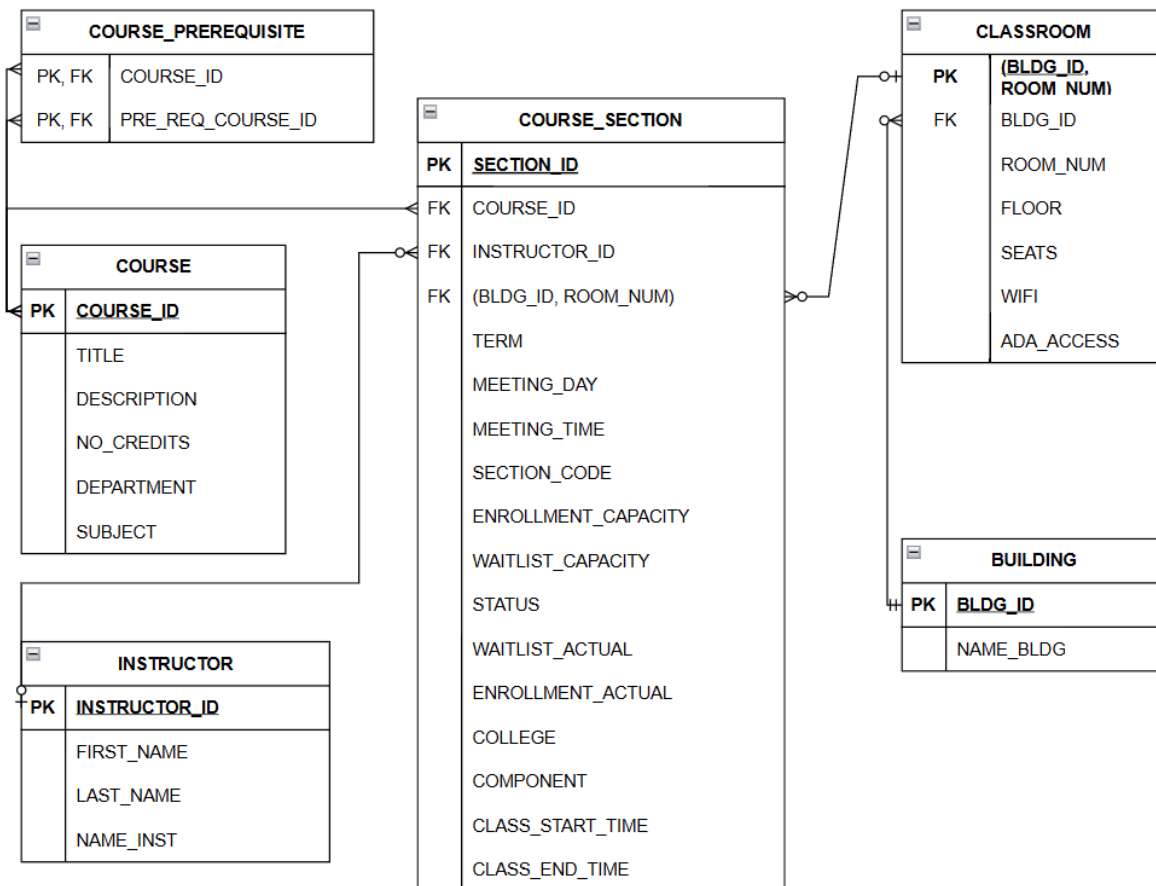 COURSE_PREREQUISITE
PK, FK COURSE_ID
PK, FK PRE_REQ_COURSE_ID
COURSE
PK COURSE_ID
TITLE
DESCRIPTION
NO_CREDITS
DEPARTMENT
SUBJECT
INSTRUCTOR
PK INSTRUCTOR_ID
FIRST_NAME
LAST_NAME
NAME_INST
COURSE_SECTION
PK SECTION_ID
FK COURSE_ID
FK INSTRUCTOR_ID
FK (BLDG_ID, ROOM_NUM)
TERM
MEETING_DAY
MEETING_TIME
SECTION_CODE
ENROLLMENT_CAPACITY
WAITLIST_CAPACITY
STATUS
WAITLIST_ACTUAL
ENROLLMENT_ACTUAL
COLLEGE
COMPONENT
CLASS_START_TIME
CLASS_END_TIME
CLASSROOM
PK (BLDG_ID,
ROOM_NUM)
FK BLDG_ID
ROOM_NUM
FLOOR
SEATS
WIFI
ADA_ACCESS
BUILDING
PK BLDG_ID
NAME_BLDG